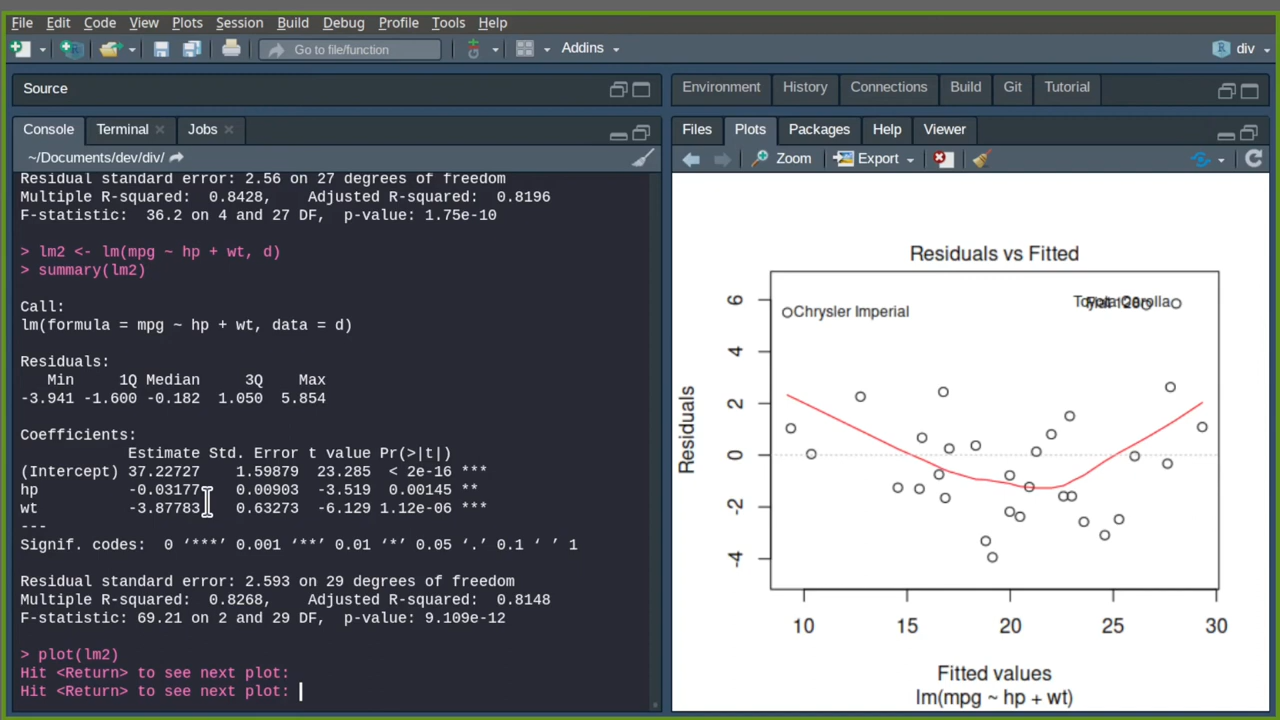 File Edit Code View Plots Session Build Debug Profile Tools Help
Go to file/function Addins div
Source
Console Terminal Jobs
~/Documents/dev/div/
Residual standard error: 2.56 on 27 degrees of freedom
Multiple R-squared:  0.8428,    Adjusted R-squared:  0.8196
F-statistic:  36.2 on 4 and 27 DF,  p-value: 1.75e-10
> lm2 <- lm(mpg ~ hp + wt, d)
> summary(lm2)
Call:
lm(formula = mpg ~ hp + wt, data = d)
Residuals:
   Min     1Q Median     3Q    Max
-3.941 -1.600 -0.182  1.050  5.854
Coefficients:
            Estimate Std. Error t value Pr(>|t|)
(Intercept) 37.22727    1.59879  23.285  < 2e-16 ***
hp          -0.03177    0.00903  -3.519  0.00145 **
wt          -3.87783    0.63273  -6.129 1.12e-06 ***
---
Signif. codes:  0 ‘***’ 0.001 ‘**’ 0.01 ‘*’ 0.05 ‘.’ 0.1 ‘ ’ 1
Residual standard error: 2.593 on 29 degrees of freedom
Multiple R-squared:  0.8268,    Adjusted R-squared:  0.8148
F-statistic: 69.21 on 2 and 29 DF,  p-value: 9.109e-12
> plot(lm2)
Hit <Return> to see next plot:
Hit <Return> to see next plot:
Environment History Connections Build Git Tutorial
Files Plots Packages Help Viewer
Zoom Export
Residuals vs Fitted
Residuals
6
4
2
0
-2
-4
Chrysler Imperial
Toyota Corolla
Fiat 128
10 15 20 25 30
Fitted values
lm(mpg ~ hp + wt)